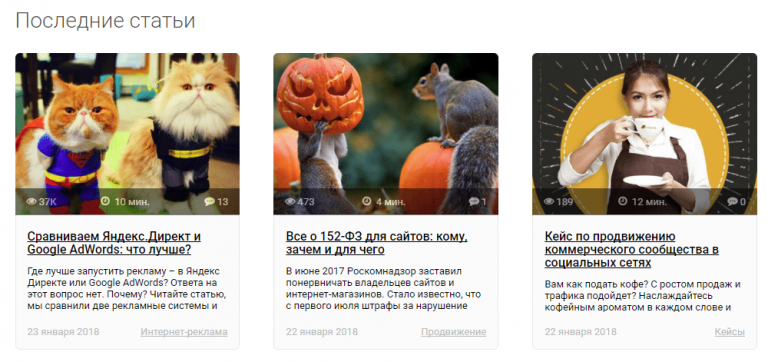 Последние статьи
37K 10 мин. 13
Сравниваем Яндекс.Директ и
Google AdWords: что лучше?
Где лучше запустить рекламу – в Яндекс
Директе или Google AdWords? Ответа на
этот вопрос нет. Почему? Читайте статью,
мы сравнили две рекламные системы и
23 января 2018 Интернет-реклама
473 4 мин. 1
Все о 152-ФЗ для сайтов: кому,
зачем и для чего
В июне 2017 Роскомнадзор заставил
понервничать владельцев сайтов и
интернет-магазинов. Стало известно, что
с первого июля штрафы за нарушение
22 января 2018 Продвижение
189 12 мин. 0
Кейс по продвижению
коммерческого сообщества в
социальных сетях
Вам как подать кофе? С ростом продаж и
трафика подойдет? Наслаждайтесь
кофейным ароматом в каждом слове и
22 января 2018 Кейсы